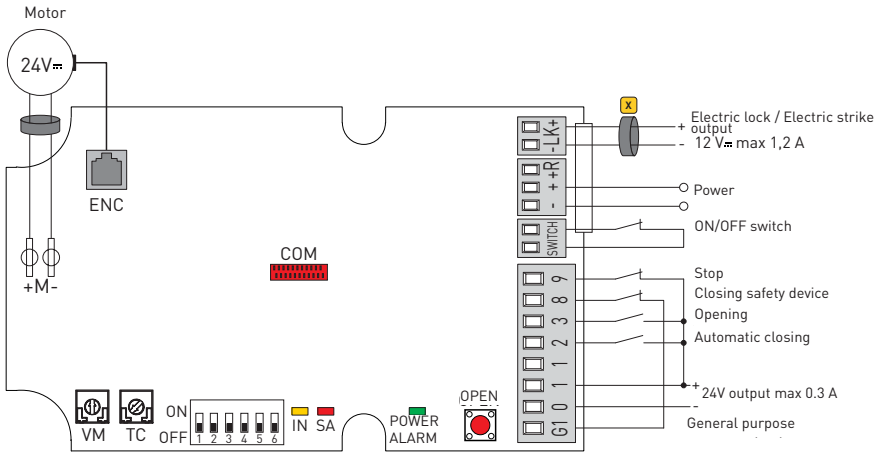 Motor
24V⎓
ENC
+M-
COM
VM
TC
ON
OFF
1 2 3 4 5 6
IN SA
POWER
ALARM
OPEN
-LK+
- + +R
SWITCH
9
8
3
2
1
1
0
G1
x
Electric lock / Electric strike
+ output
- 12 V⎓ max 1,2 A
Power
ON/OFF switch
Stop
Closing safety device
Opening
Automatic closing
+ 24V output max 0.3 A
-
General purpose